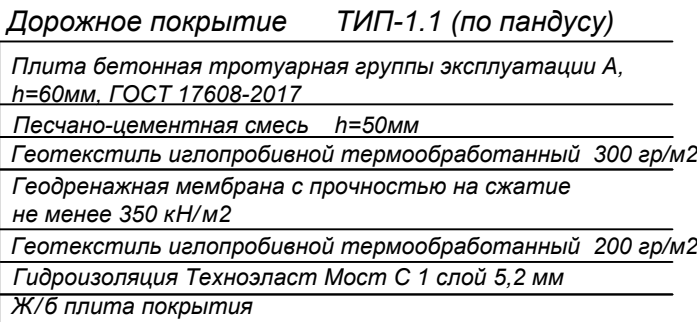 Дорожное покрытие ТИП-1.1 (по пандусу)
Плита бетонная тротуарная группы эксплуатации А,
h=60мм, ГОСТ 17608-2017
Песчано-цементная смесь h=50мм
Геотекстиль иглопробивной термообработанный 300 гр/м2
Геодренажная мембрана с прочностью на сжатие
не менее 350 кН/м2
Геотекстиль иглопробивной термообработанный 200 гр/м2
Гидроизоляция Техноэласт Мост С 1 слой 5,2 мм
Ж/б плита покрытия